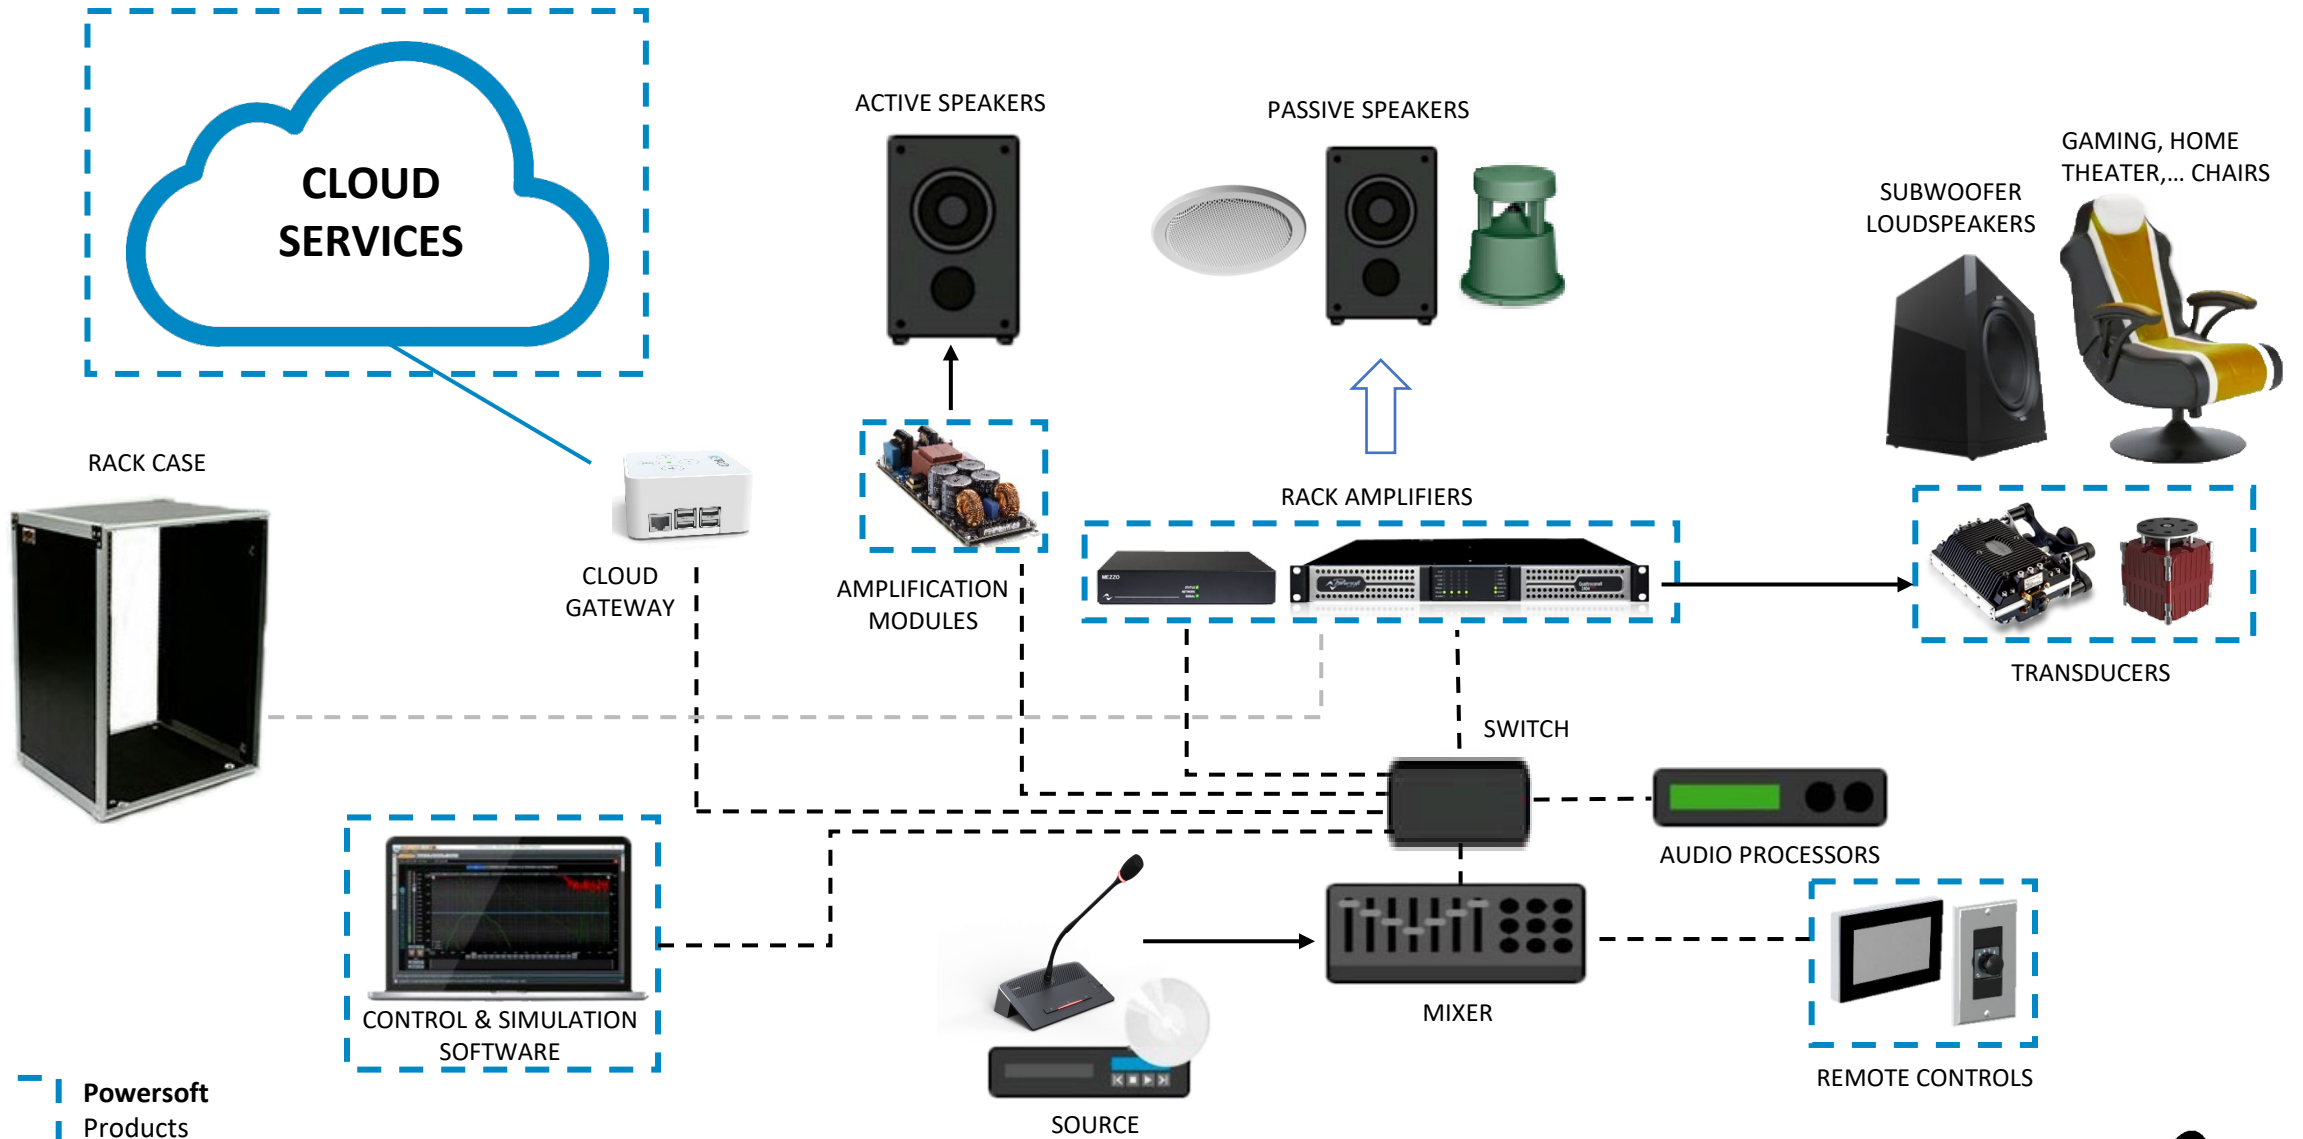 CLOUD
SERVICES
ACTIVE SPEAKERS
PASSIVE SPEAKERS
GAMING, HOME
THEATER,... CHAIRS
SUBWOOFER
LOUDSPEAKERS
RACK CASE
CLOUD
GATEWAY
AMPLIFICATION
MODULES
RACK AMPLIFIERS
MEZZO
TRANSDUCERS
SWITCH
AUDIO PROCESSORS
CONTROL & SIMULATION
SOFTWARE
MIXER
REMOTE CONTROLS
SOURCE
Powersoft
Products